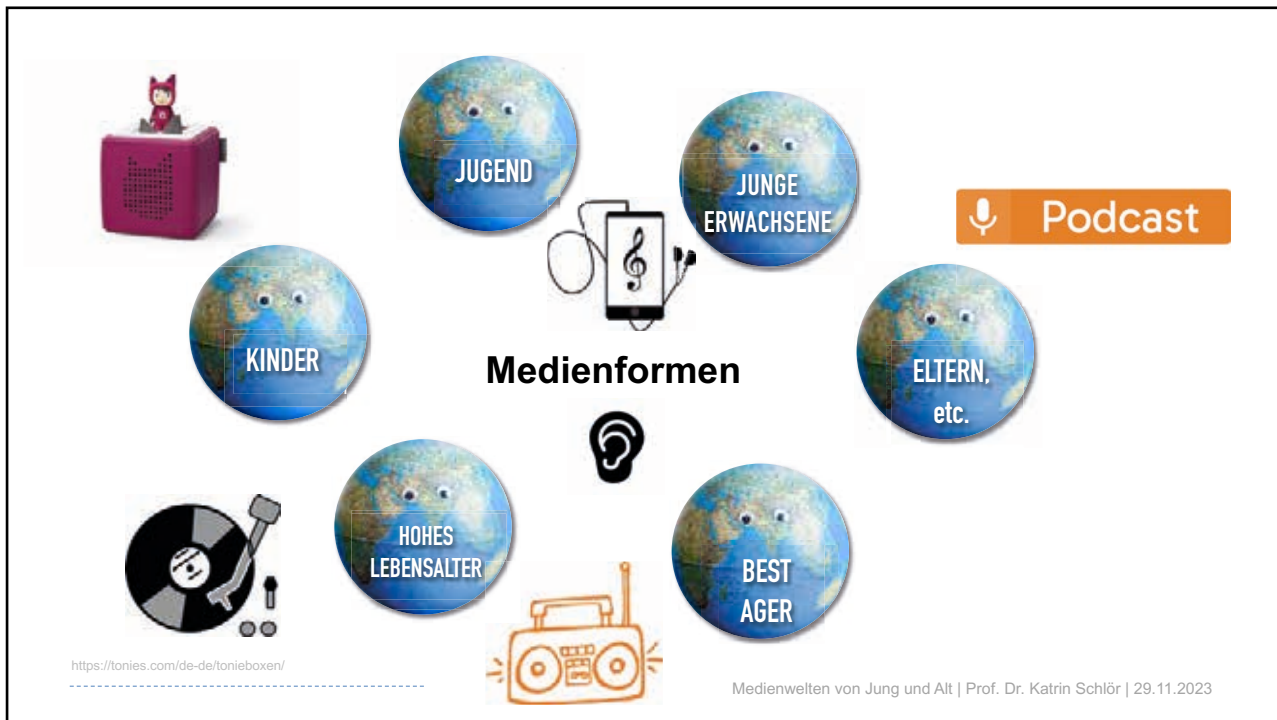 JUGEND
JUNGE
ERWACHSENE
Podcast
KINDER
Medienformen
ELTERN,
etc.
HOHES
LEBENSALTER
BEST
AGER
https://tonies.com/de-de/tonieboxen/
Medienwelten von Jung und Alt | Prof. Dr. Katrin Schlör | 29.11.2023